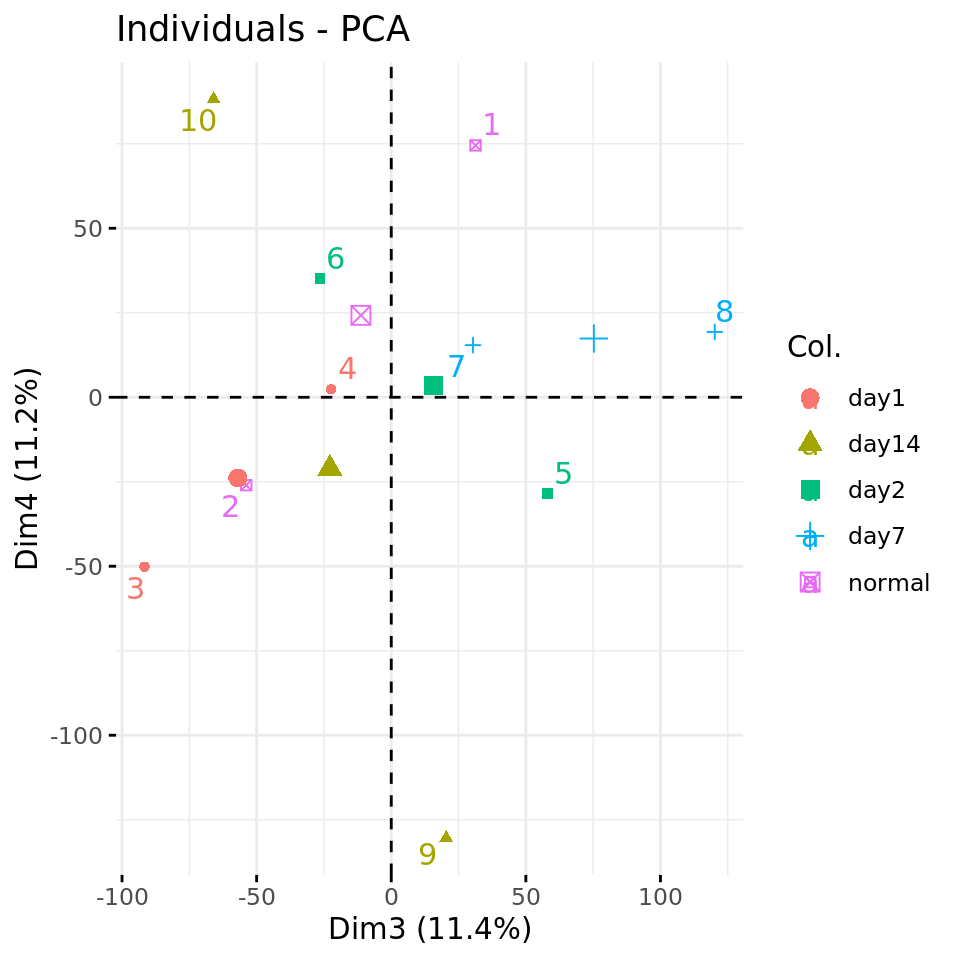 Individuals - PCA
10
1
50
6
8
4
7
0
5
2
-50
3
-100
9
-100
-50
0
50
100
Dim3 (11.4%)
Dim4 (11.2%)
Col.
a day1
a day14
a day2
a day7
a normal